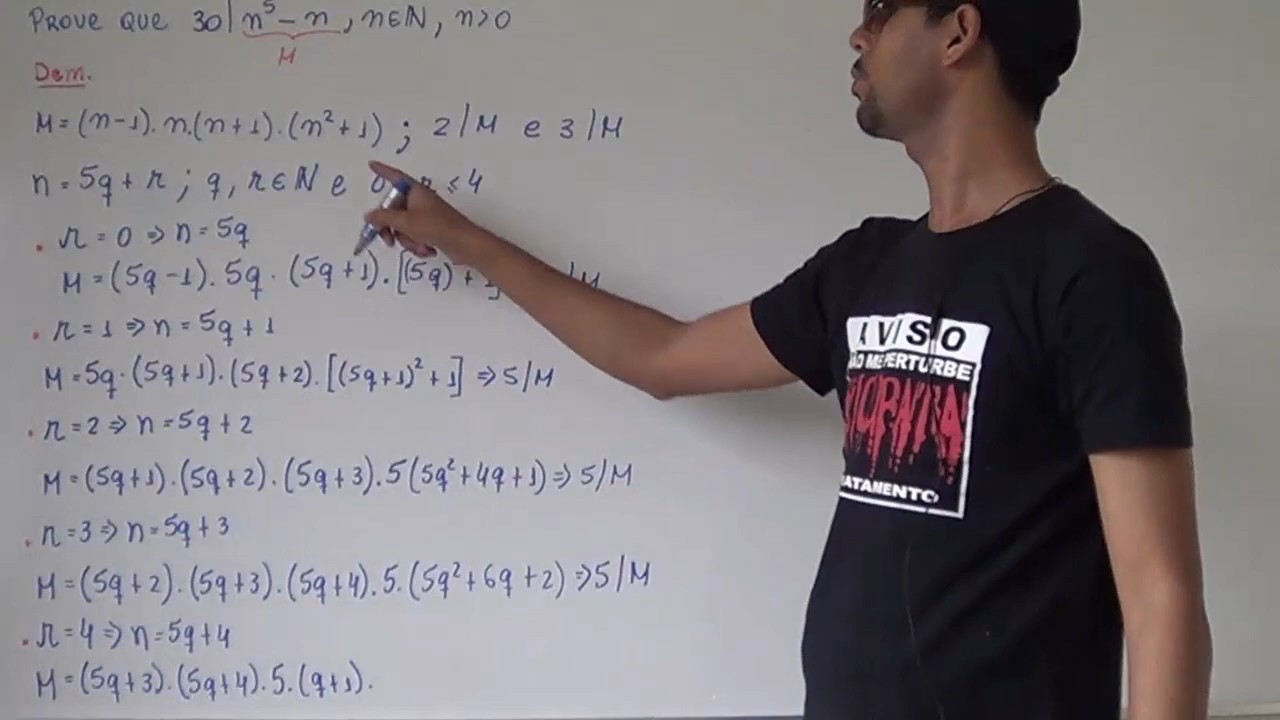 PROVE QUE 30 | n⁵ - n, n ∈ ℕ, n > 0
M
Dem.
M = (n-1).n.(n+1).(n²+1) ; 2/M e 3/M
n = 5q + r ; q, r ∈ ℕ e 0 ≤ 4
. r = 0 ⇒ n = 5q
M = (5q-1). 5q. (5q+1). [(5q) + /M
. r = 1 ⇒ n = 5q + 1
M = 5q.(5q+1).(5q+2).[(5q+1)²+1] ⇒ 5/M
. r = 2 ⇒ n = 5q + 2
M = (5q+1).(5q+2).(5q+3).5(5q²+4q+1) ⇒ 5/M
. r = 3 ⇒ n = 5q + 3
M = (5q+2).(5q+3).(5q+4).5.(5q²+6q+2) ⇒ 5/M
. r = 4 ⇒ n = 5q + 4
M = (5q+3).(5q+4).5.(q+1).
AVISO
PERTURBE